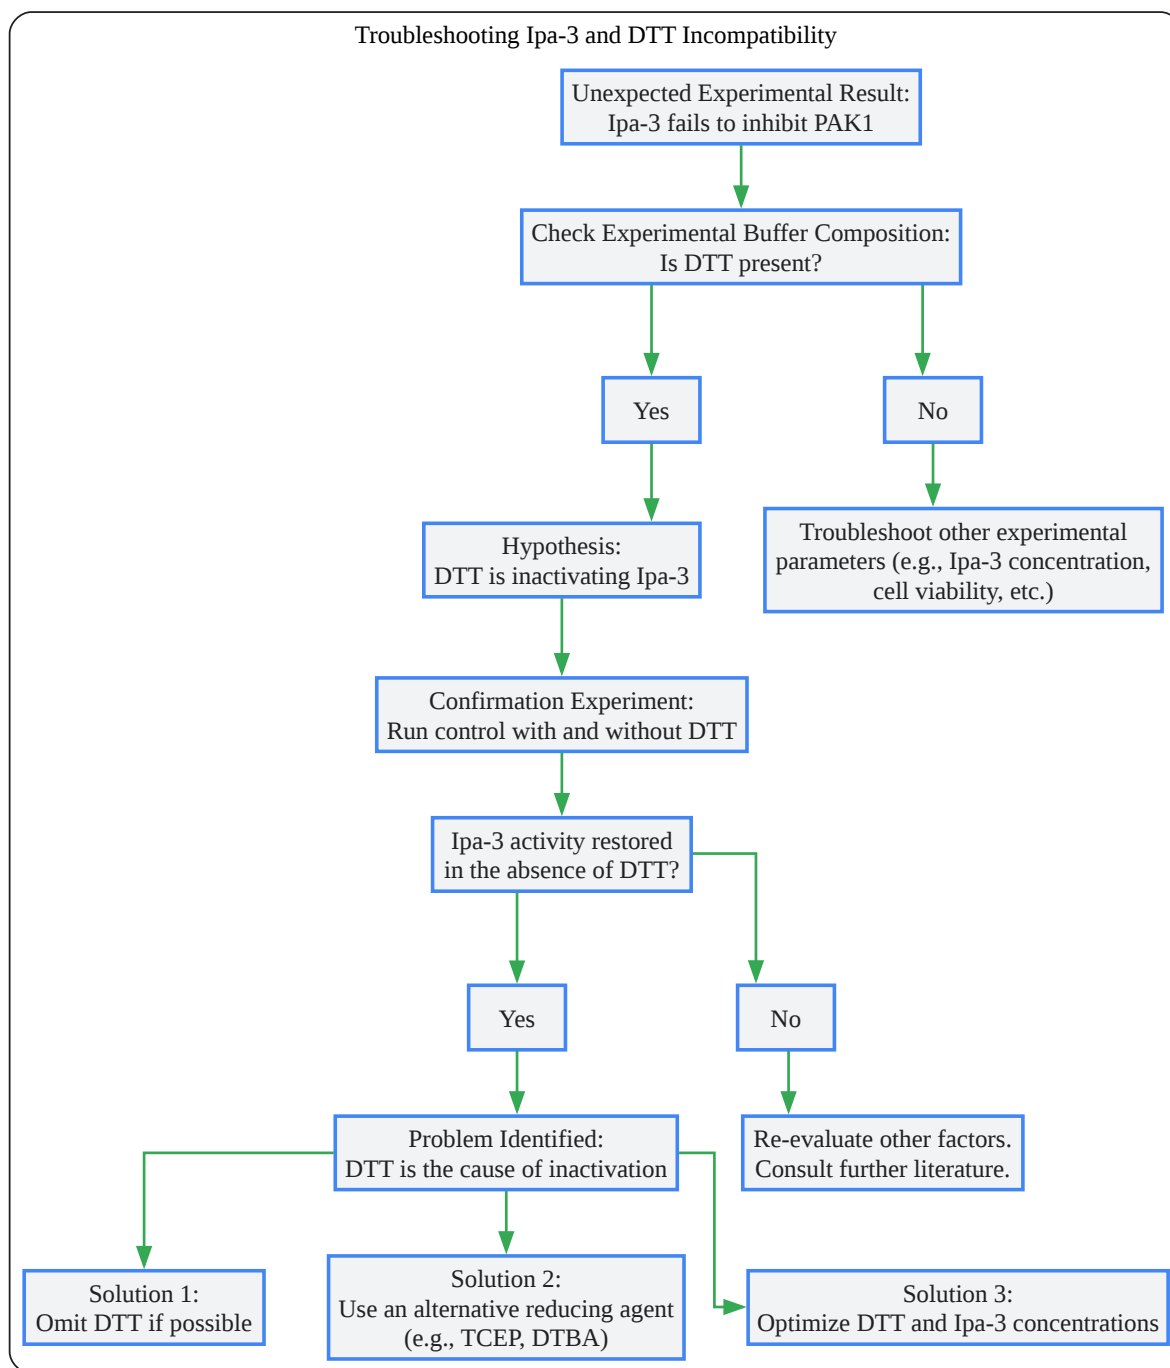 Troubleshooting Ipa-3 and DTT Incompatibility
Unexpected Experimental Result:
Ipa-3 fails to inhibit PAK1
Check Experimental Buffer Composition:
Is DTT present?
Yes
No
Hypothesis:
DTT is inactivating Ipa-3
Troubleshoot other experimental
parameters (e.g., Ipa-3 concentration,
cell viability, etc.)
Confirmation Experiment:
Run control with and without DTT
Ipa-3 activity restored
in the absence of DTT?
Yes
No
Problem Identified:
DTT is the cause of inactivation
Re-evaluate other factors.
Consult further literature.
Solution 1:
Omit DTT if possible
Solution 2:
Use an alternative reducing agent
(e.g., TCEP, DTBA)
Solution 3:
Optimize DTT and Ipa-3 concentrations